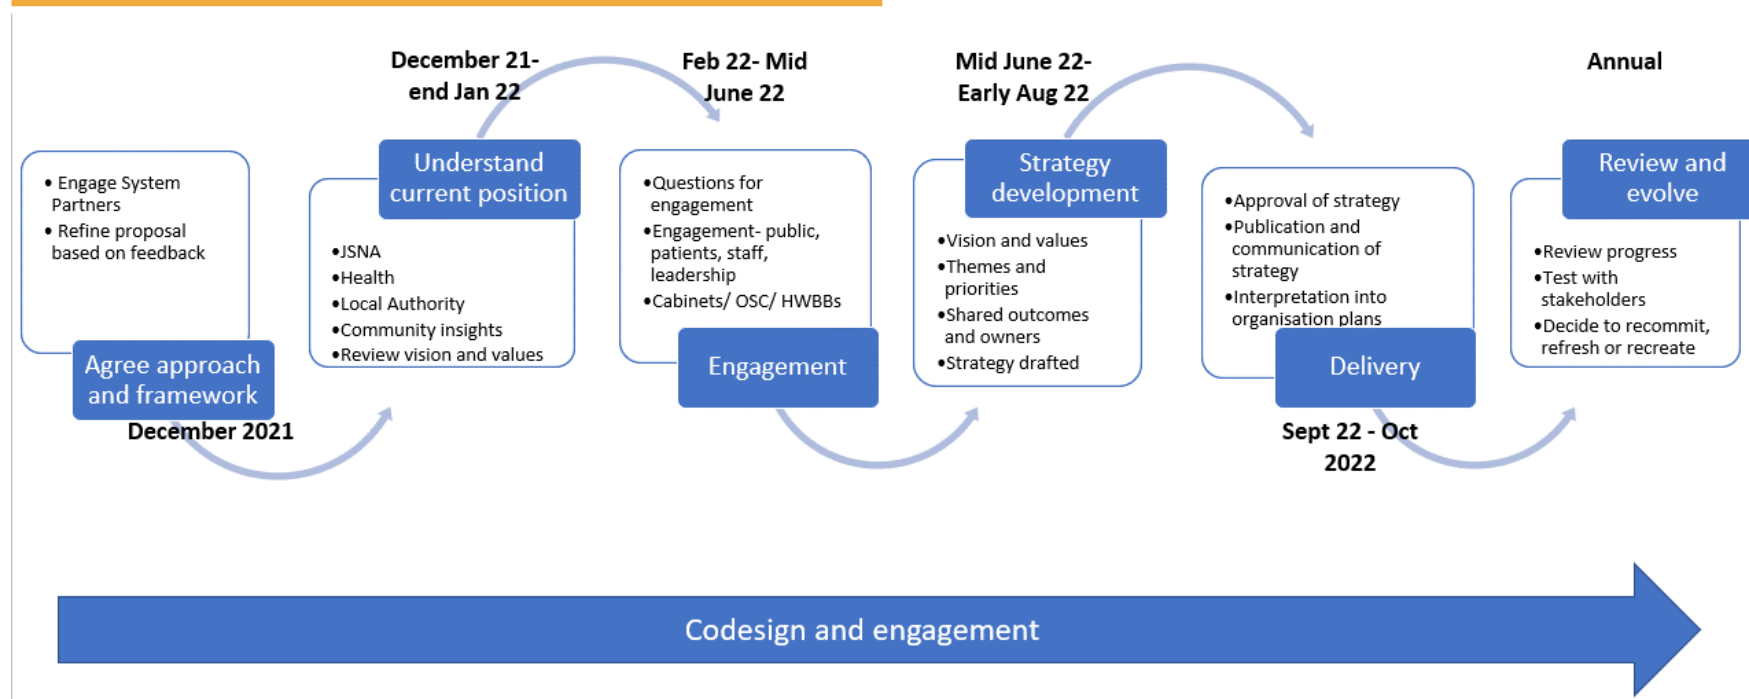 December 2021
• Engage System
Partners
• Refine proposal
based on feedback
Agree approach
and framework
December 21-
end Jan 22
Understand
current position
•JSNA
•Health
•Local Authority
•Community insights
•Review vision and values
Feb 22- Mid
June 22
•Questions for
engagement
•Engagement- public,
patients, staff,
leadership
•Cabinets/ OSC/ HWBBs
Engagement
Mid June 22-
Early Aug 22
Strategy
development
•Vision and values
•Themes and
priorities
•Shared outcomes
and owners
•Strategy drafted
•Approval of strategy
•Publication and
communication of
strategy
•Interpretation into
organisation plans
Delivery
Sept 22 - Oct
2022
Annual
Review and
evolve
•Review progress
•Test with
stakeholders
•Decide to recommit,
refresh or recreate
Codesign and engagement